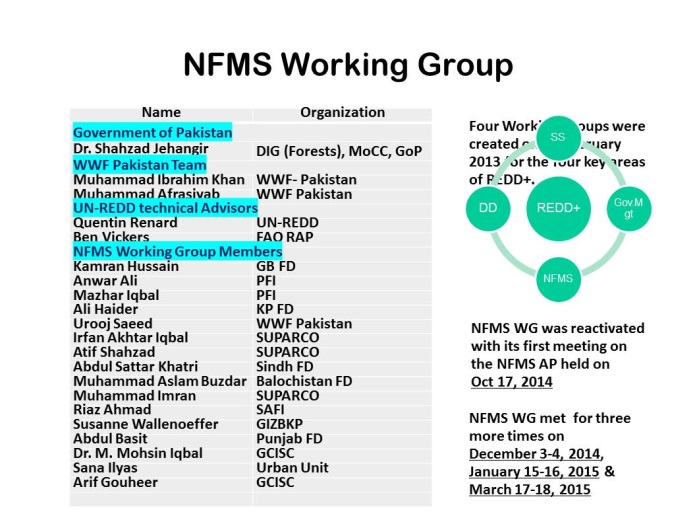 NFMS Working Group
Name Organization
Government of Pakistan
Dr. Shahzad Jehangir DIG (Forests), MoCC, GoP
WWF Pakistan Team
Muhammad Ibrahim Khan WWF- Pakistan
Muhammad Afrasiyab WWF Pakistan
UN-REDD technical Advisors
Quentin Renard UN-REDD
Ben Vickers FAO RAP
NFMS Working Group Members
Kamran Hussain GB FD
Anwar Ali PFI
Mazhar Iqbal PFI
Ali Haider KP FD
Urooj Saeed WWF Pakistan
Irfan Akhtar Iqbal SUPARCO
Atif Shahzad SUPARCO
Abdul Sattar Khatri Sindh FD
Muhammad Aslam Buzdar Balochistan FD
Muhammad Imran SUPARCO
Riaz Ahmad SAFI
Susanne Wallenoeffer GIZBKP
Abdul Basit Punjab FD
Dr. M. Mohsin Iqbal GCISC
Sana Ilyas Urban Unit
Arif Gouheer GCISC
Four Working Groups were
created
2013 for the four key areas
of REDD+.
SS
DD
REDD+
Gov.M
gt
NFMS
NFMS WG was reactivated
with its first meeting on
the NFMS AP held on
Oct 17, 2014
NFMS WG met for three
more times on
December 3-4, 2014,
January 15-16, 2015 &
March 17-18, 2015